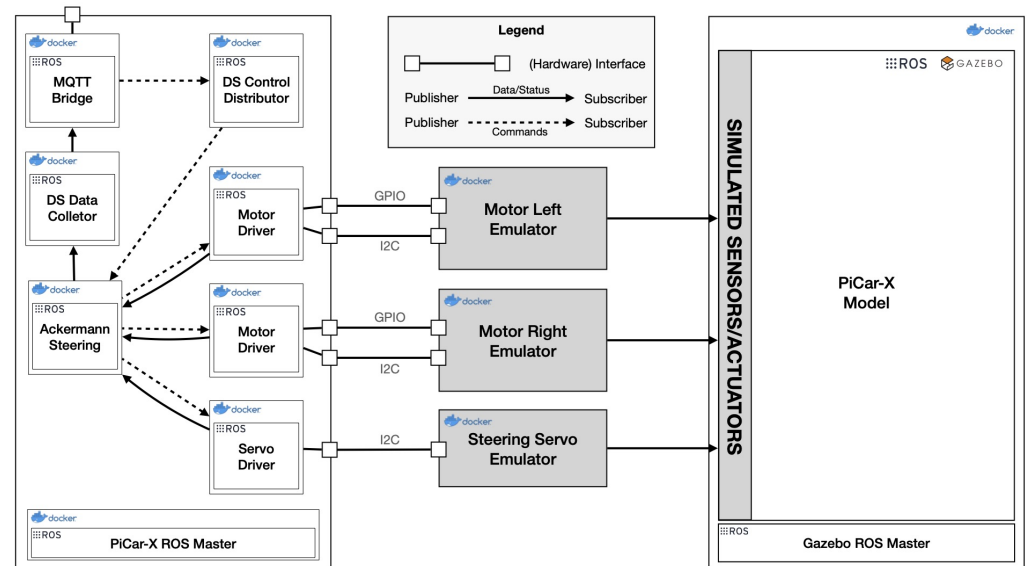 docker
ROS
MQTT
Bridge
docker
ROS
DS Control
Distributor
docker
ROS
DS Data
Colletor
docker
ROS
Motor
Driver
docker
ROS
Ackermann
Steering
docker
ROS
Motor
Driver
docker
ROS
Servo
Driver
docker
ROS
PiCar-X ROS Master
Legend
(Hardware) Interface
Publisher Data/Status Subscriber
Publisher Commands Subscriber
GPIO
I2C
docker
Motor Left
Emulator
GPIO
I2C
docker
Motor Right
Emulator
I2C
docker
Steering Servo
Emulator
docker
ROS GAZEBO
SIMULATED SENSORS/ACTUATORS
PiCar-X
Model
ROS
Gazebo ROS Master